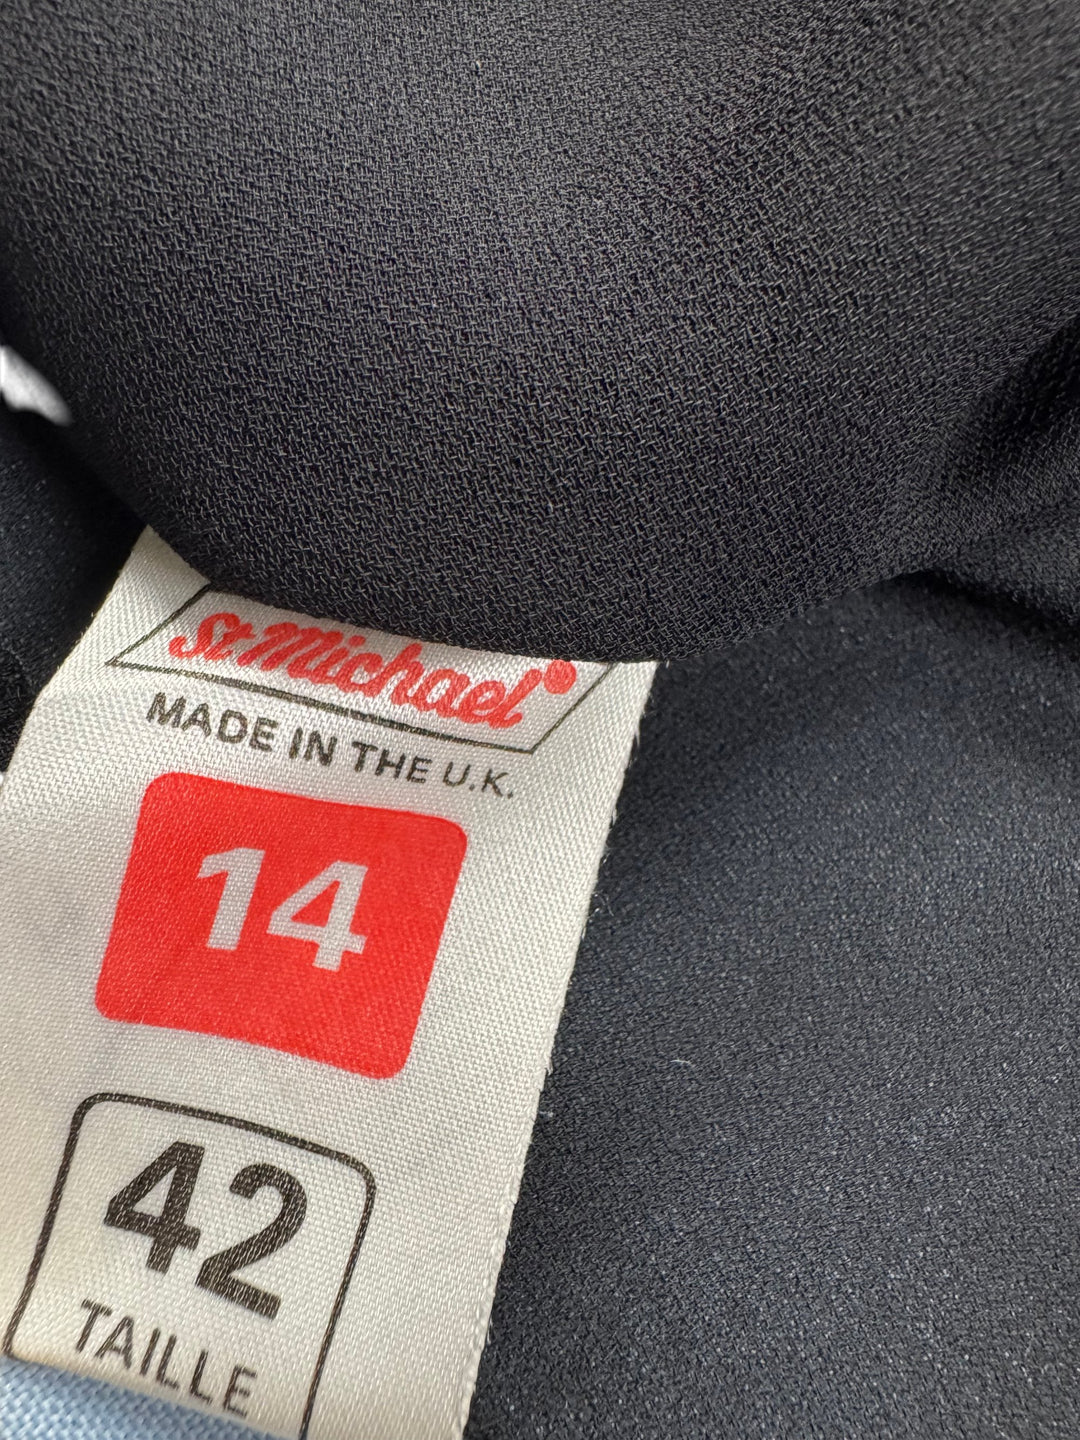 St Michael®
MADE IN THE U.K.
14
42
TAILLE